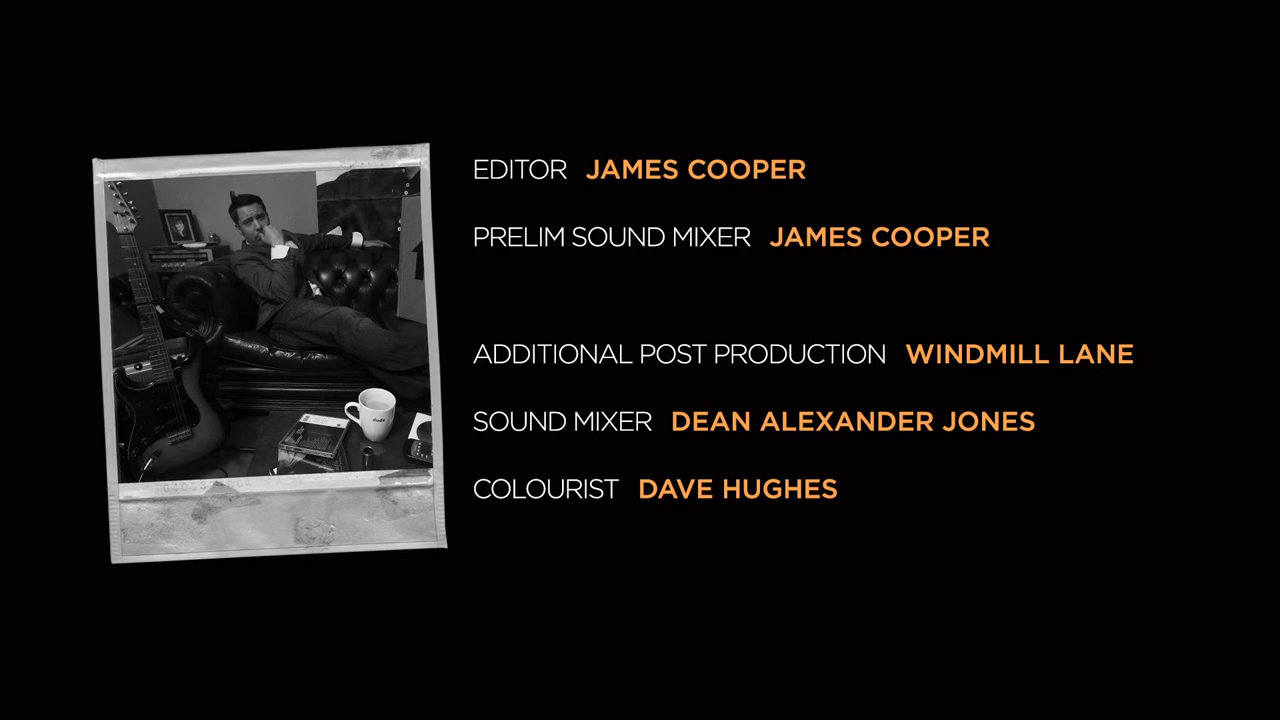 EDITOR JAMES COOPER
PRELIM SOUND MIXER JAMES COOPER
ADDITIONAL POST PRODUCTION WINDMILL LANE
SOUND MIXER DEAN ALEXANDER JONES
COLOURIST DAVE HUGHES